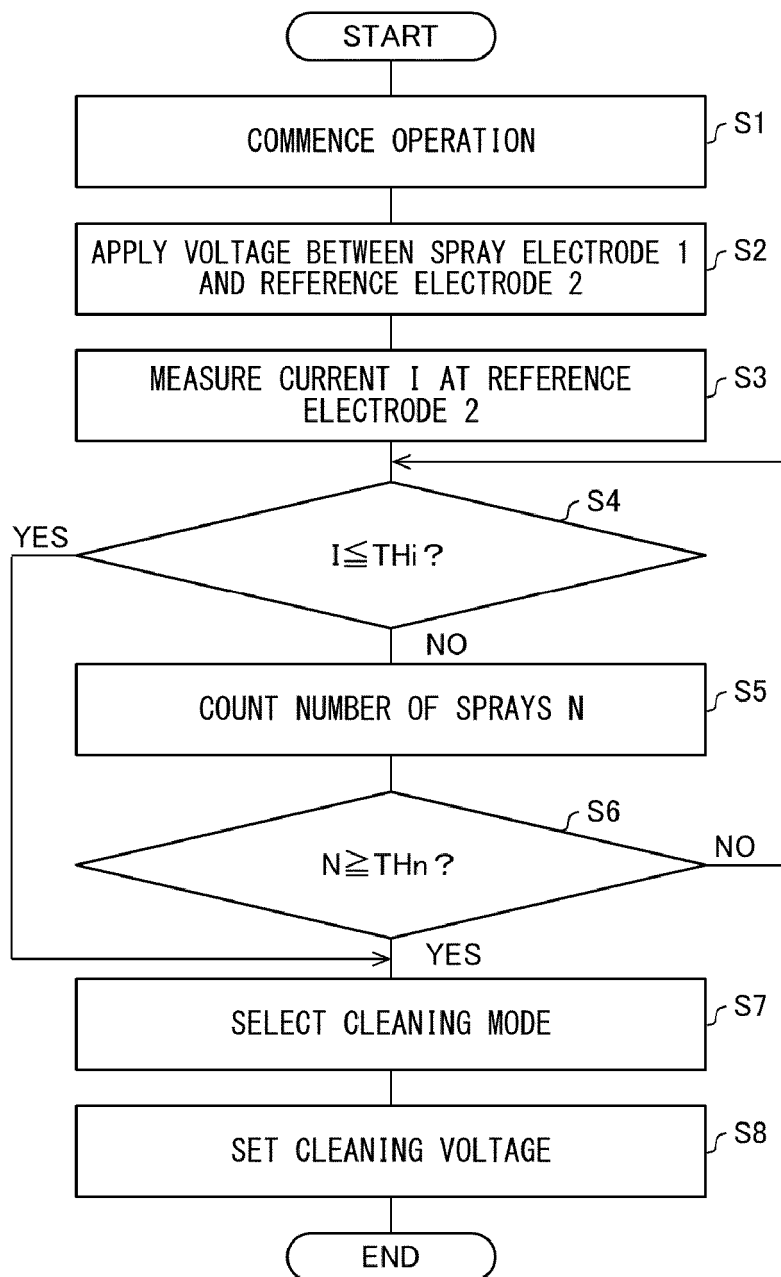 START
COMMENCE OPERATION
S1
APPLY VOLTAGE BETWEEN SPRAY ELECTRODE 1
AND REFERENCE ELECTRODE 2
S2
MEASURE CURRENT I AT REFERENCE
ELECTRODE 2
S3
S4
YES
I≦THi?
NO
COUNT NUMBER OF SPRAYS N
S5
S6
N≧THn?
NO
YES
SELECT CLEANING MODE
S7
SET CLEANING VOLTAGE
S8
END